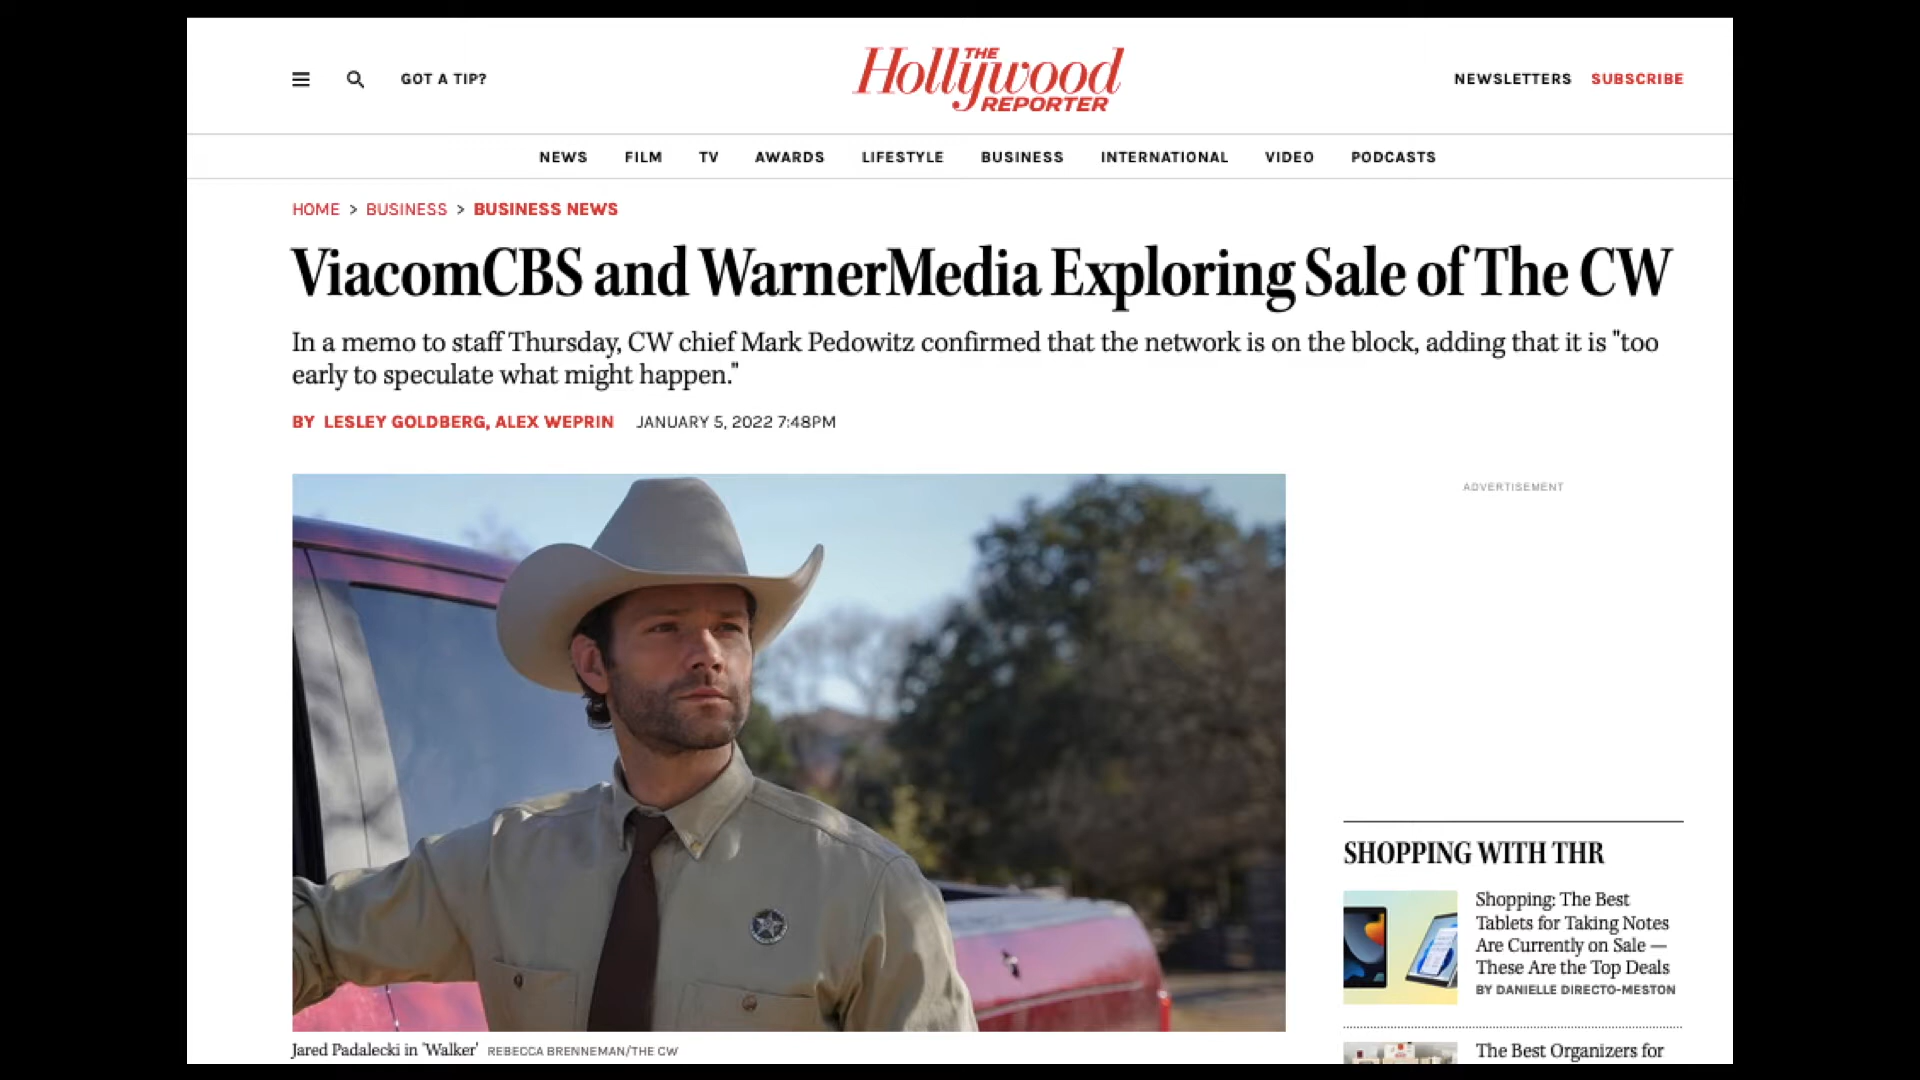 GOT A TIP?
THE
Hollywood
REPORTER
NEWSLETTERS SUBSCRIBE
NEWS FILM TV AWARDS LIFESTYLE BUSINESS INTERNATIONAL VIDEO PODCASTS
HOME > BUSINESS > BUSINESS NEWS
ViacomCBS and WarnerMedia Exploring Sale of The CW
In a memo to staff Thursday, CW chief Mark Pedowitz confirmed that the network is on the block, adding that it is "too
early to speculate what might happen."
BY LESLEY GOLDBERG, ALEX WEPRIN JANUARY 5, 2022 7:48PM
Jared Padalecki in 'Walker' REBECCA BRENNEMAN/THE CW
ADVERTISEMENT
SHOPPING WITH THR
Shopping: The Best
Tablets for Taking Notes
Are Currently on Sale —
These Are the Top Deals
BY DANIELLE DIRECTO-MESTON
The Best Organizers for